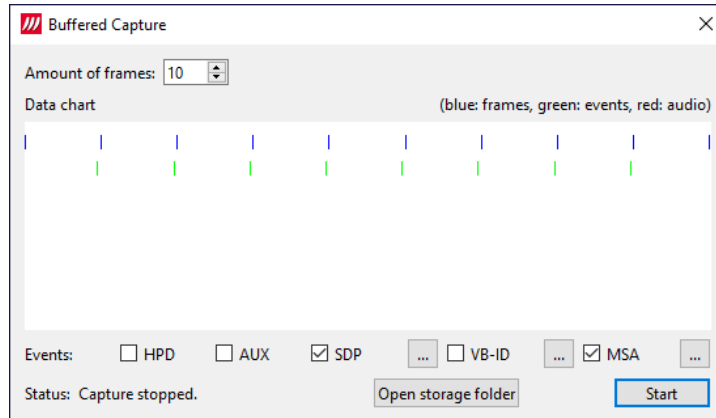 Buffered Capture
Amount of frames: 10
Data chart (blue: frames, green: events, red: audio)
Events: HPD AUX SDP ... VB-ID ... MSA ...
Status: Capture stopped. Open storage folder Start